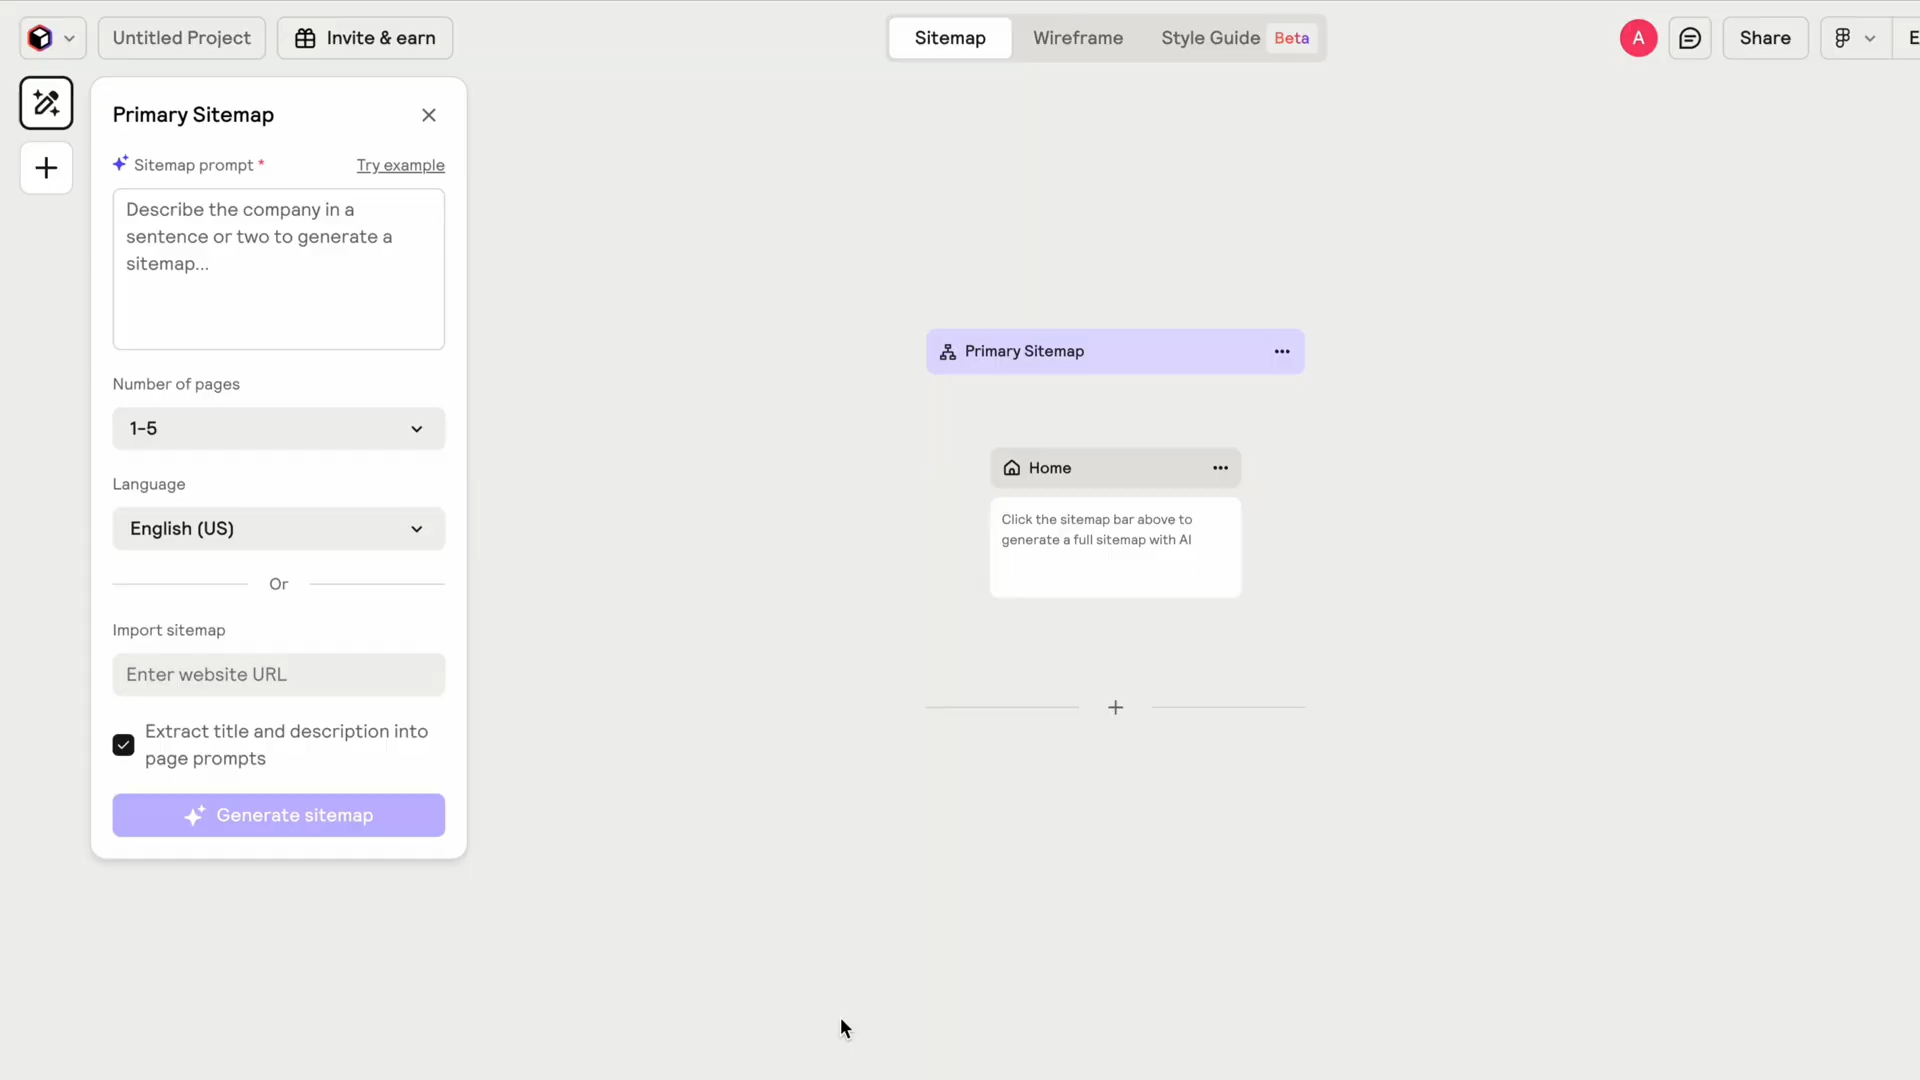 Untitled Project
Invite & earn
Sitemap
Wireframe
Style Guide Beta
A
Share
E
Primary Sitemap
Sitemap prompt *
Try example
Describe the company in a
sentence or two to generate a
sitemap...
Number of pages
1-5
Language
English (US)
Or
Import sitemap
Enter website URL
Extract title and description into
page prompts
Generate sitemap
Primary Sitemap
Home
Click the sitemap bar above to
generate a full sitemap with AI